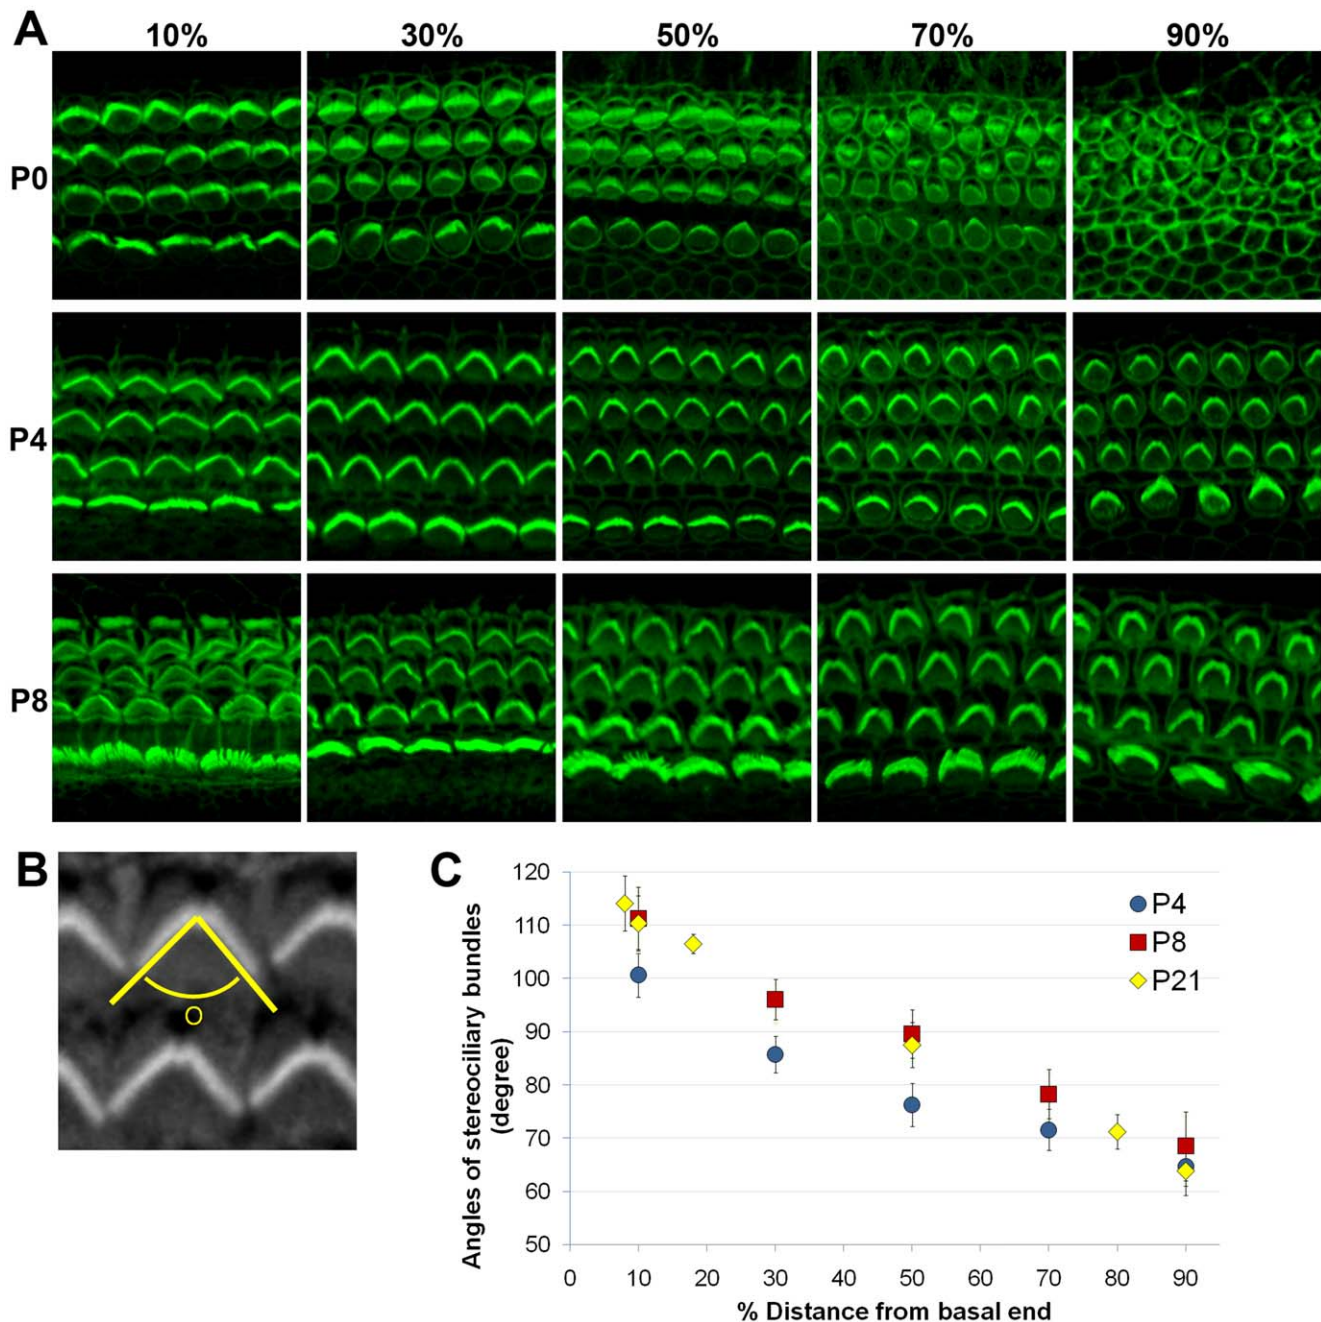 A
10% 30% 50% 70% 90%
P0
P4
P8
B
O
C
120
110
100
90
80
70
60
50
Angles of stereociliary bundles
(degree)
P4
P8
P21
0 10 20 30 40 50 60 70 80 90
% Distance from basal end